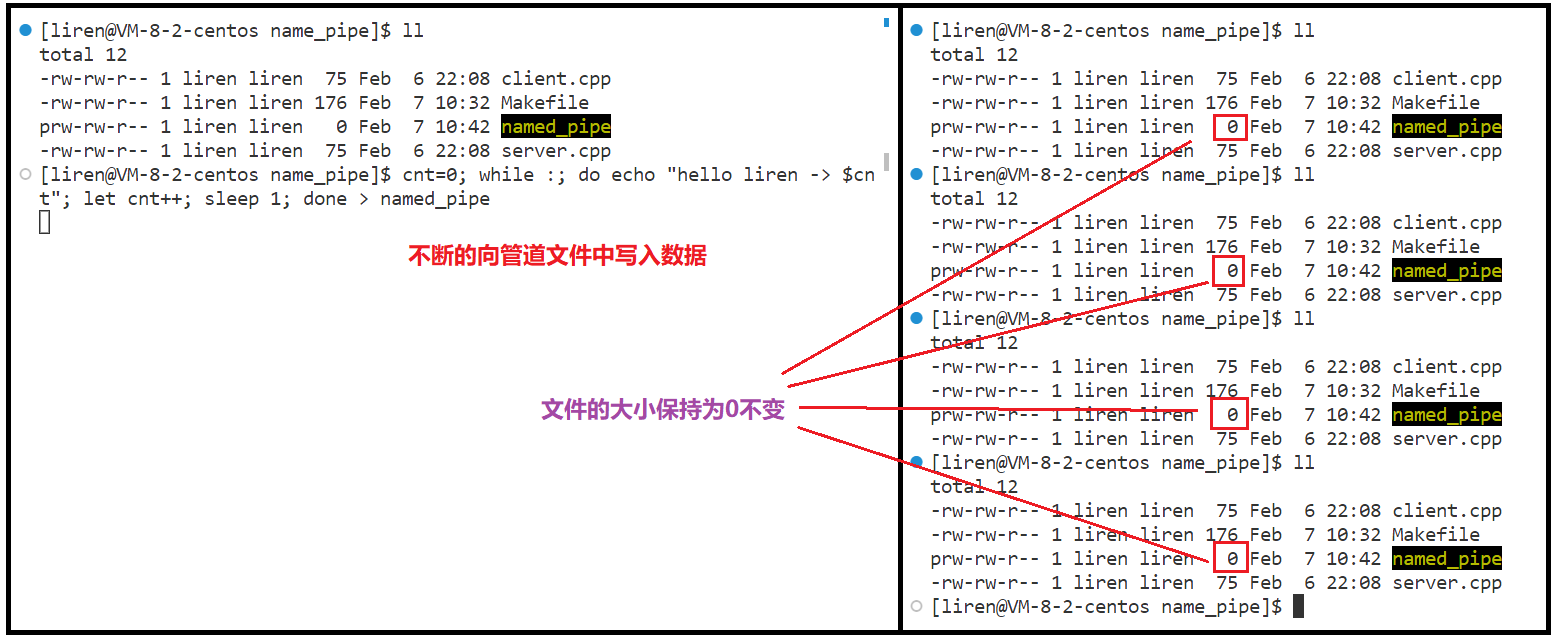 [liren@VM-8-2-centos name_pipe]$ ll
total 12
-rw-rw-r-- 1 liren liren  75 Feb  6 22:08 client.cpp
-rw-rw-r-- 1 liren liren 176 Feb  7 10:32 Makefile
prw-rw-r-- 1 liren liren   0 Feb  7 10:42 named_pipe
-rw-rw-r-- 1 liren liren  75 Feb  6 22:08 server.cpp
[liren@VM-8-2-centos name_pipe]$ cnt=0; while :; do echo "hello liren -> $cn
t"; let cnt++; sleep 1; done > named_pipe
不断的向管道文件中写入数据
文件的大小保持为0不变
[liren@VM-8-2-centos name_pipe]$ ll
total 12
-rw-rw-r-- 1 liren liren  75 Feb  6 22:08 client.cpp
-rw-rw-r-- 1 liren liren 176 Feb  7 10:32 Makefile
prw-rw-r-- 1 liren liren   0 Feb  7 10:42 named_pipe
-rw-rw-r-- 1 liren liren  75 Feb  6 22:08 server.cpp
[liren@VM-8-2-centos name_pipe]$ ll
total 12
-rw-rw-r-- 1 liren liren  75 Feb  6 22:08 client.cpp
-rw-rw-r-- 1 liren liren 176 Feb  7 10:32 Makefile
prw-rw-r-- 1 liren liren   0 Feb  7 10:42 named_pipe
-rw-rw-r-- 1 liren liren  75 Feb  6 22:08 server.cpp
[liren@VM-8-2-centos name_pipe]$ ll
total 12
-rw-rw-r-- 1 liren liren  75 Feb  6 22:08 client.cpp
-rw-rw-r-- 1 liren liren 176 Feb  7 10:32 Makefile
prw-rw-r-- 1 liren liren   0 Feb  7 10:42 named_pipe
-rw-rw-r-- 1 liren liren  75 Feb  6 22:08 server.cpp
[liren@VM-8-2-centos name_pipe]$ ll
total 12
-rw-rw-r-- 1 liren liren  75 Feb  6 22:08 client.cpp
-rw-rw-r-- 1 liren liren 176 Feb  7 10:32 Makefile
prw-rw-r-- 1 liren liren   0 Feb  7 10:42 named_pipe
-rw-rw-r-- 1 liren liren  75 Feb  6 22:08 server.cpp
[liren@VM-8-2-centos name_pipe]$